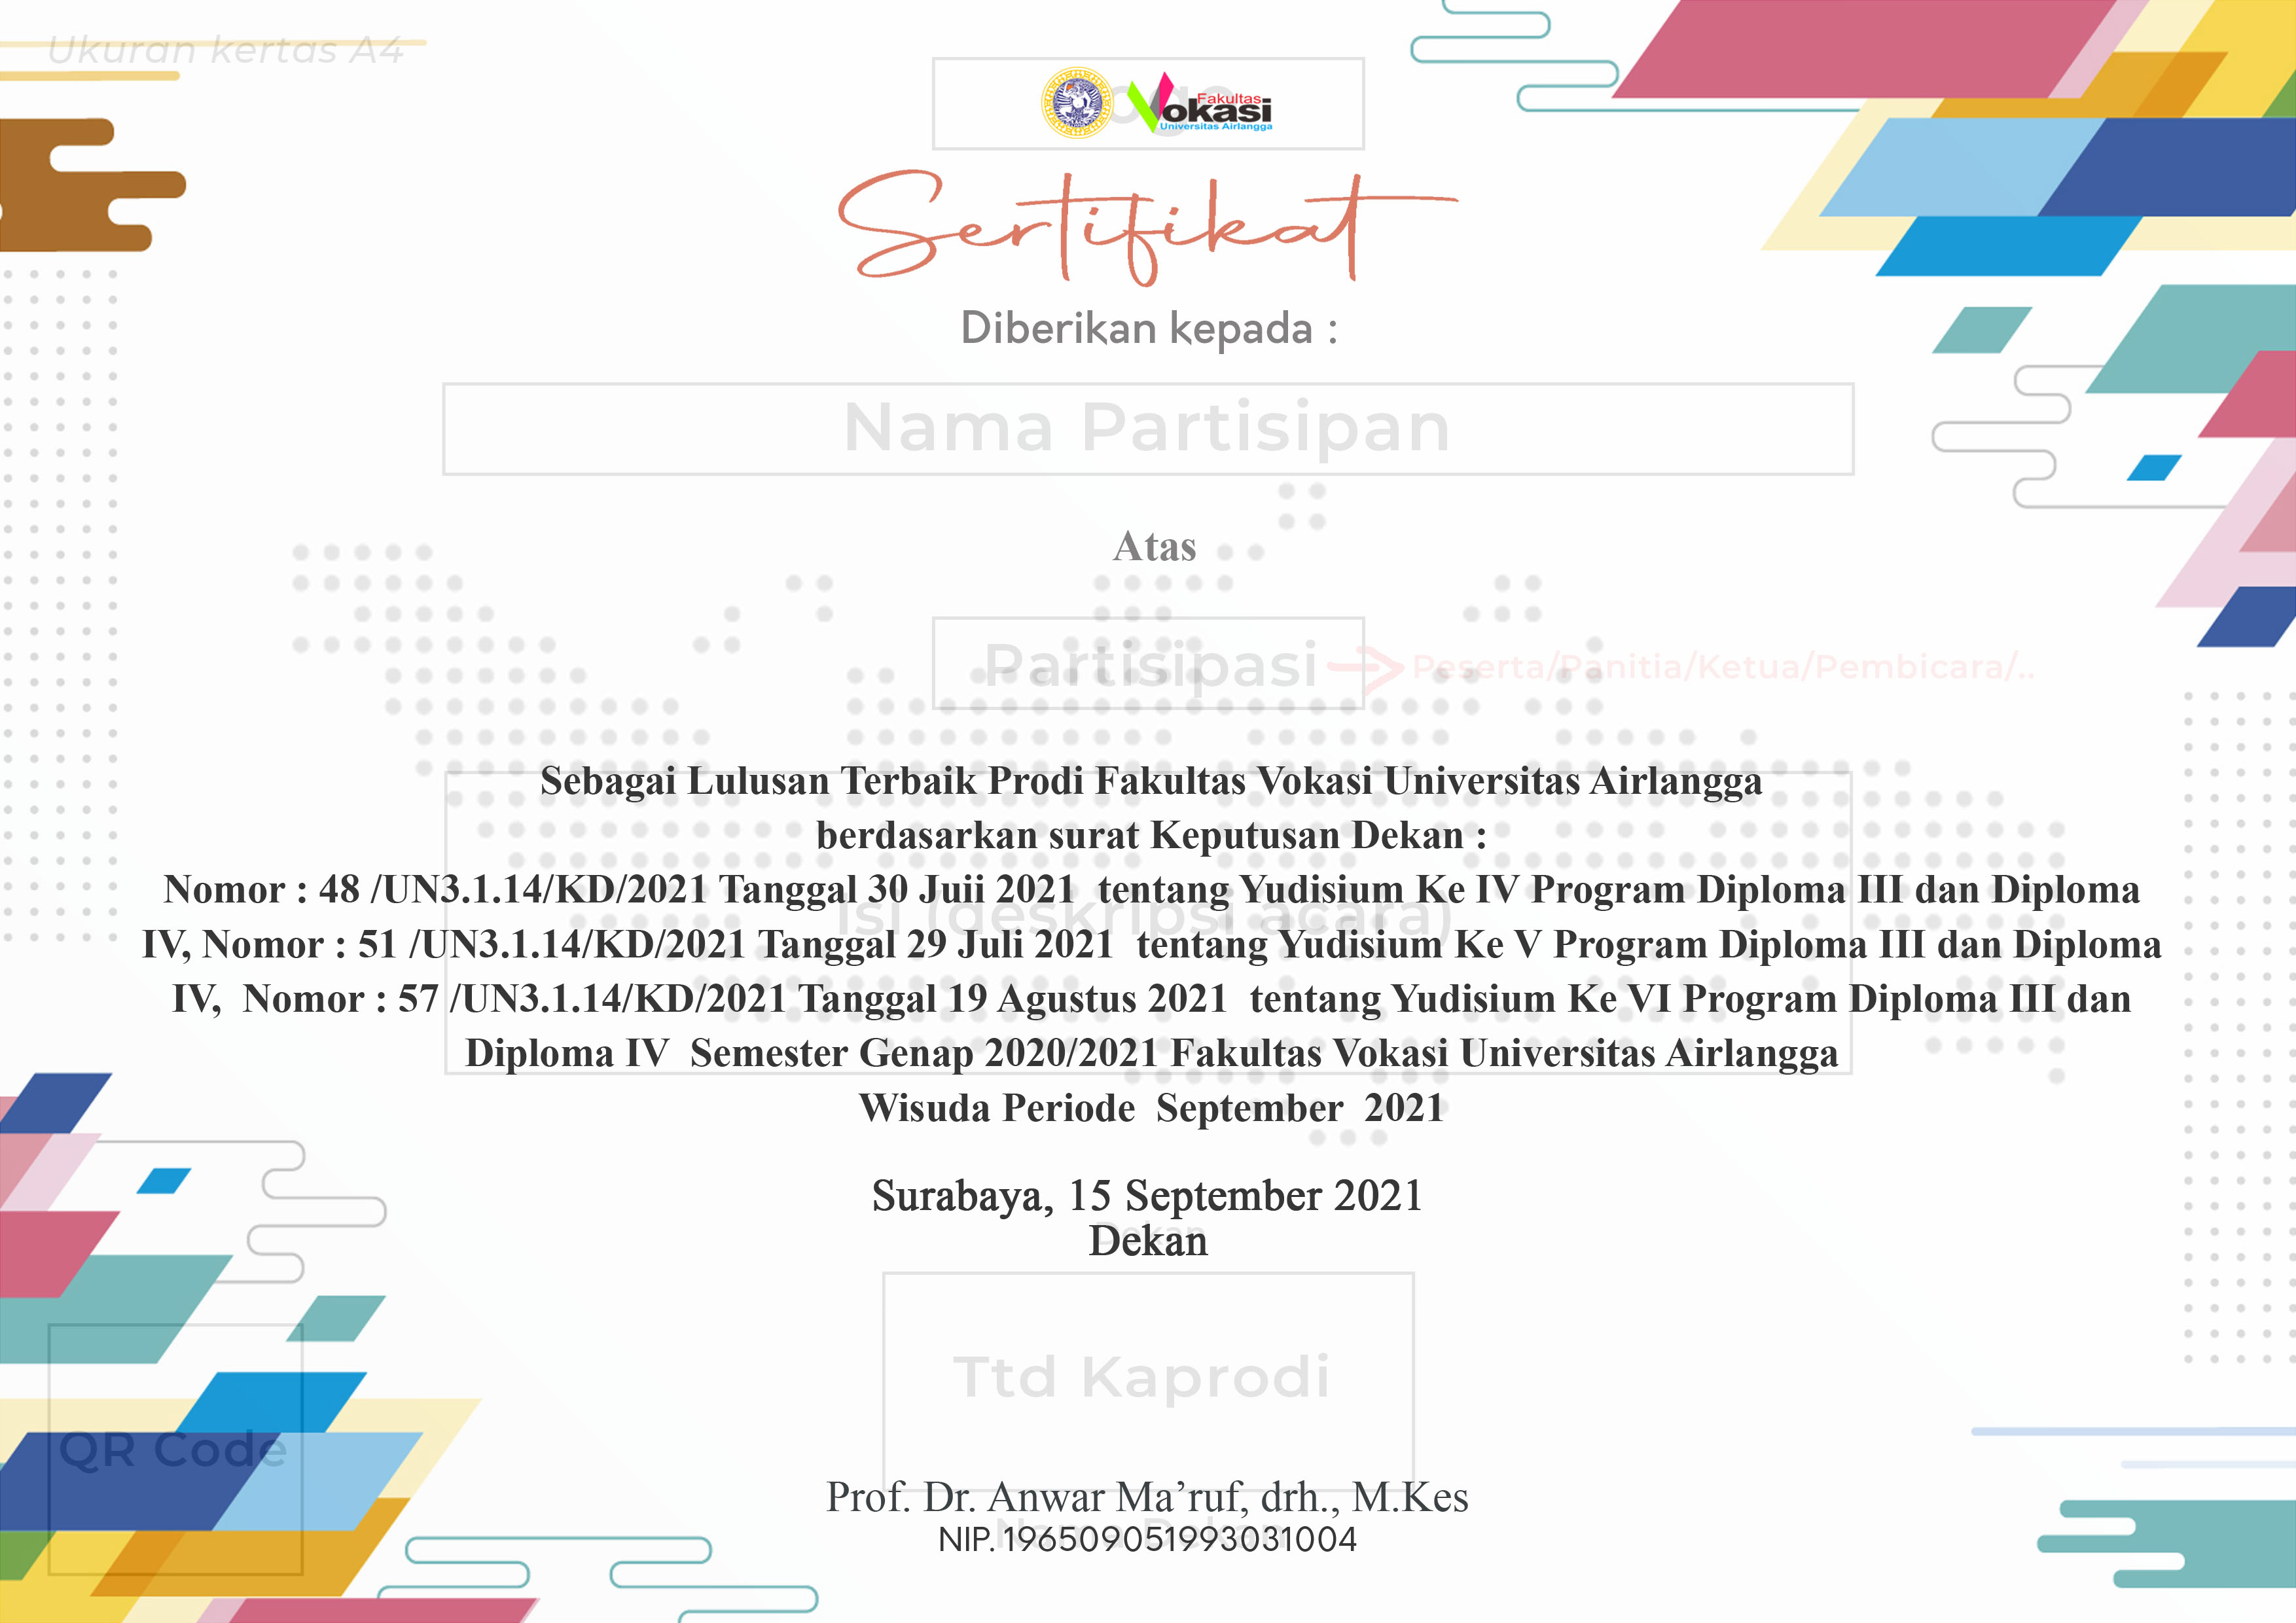 Ukuran kertas A4
Fakultas
Vokasi
Universitas Airlangga
Sertifikat
Diberikan kepada :
Nama Partisipan
Atas
Partisipasi
Peserta/Panitia/Ketua/Pembicara/..
Sebagai Lulusan Terbaik Prodi Fakultas Vokasi Universitas Airlangga
berdasarkan surat Keputusan Dekan :
Nomor : 48 /UN3.1.14/KD/2021 Tanggal 30 Juii 2021 tentang Yudisium Ke IV Program Diploma III dan Diploma
Isi (deskripsi acara)
IV, Nomor : 51 /UN3.1.14/KD/2021 Tanggal 29 Juli 2021 tentang Yudisium Ke V Program Diploma III dan Diploma
IV, Nomor : 57 /UN3.1.14/KD/2021 Tanggal 19 Agustus 2021 tentang Yudisium Ke VI Program Diploma III dan
Diploma IV Semester Genap 2020/2021 Fakultas Vokasi Universitas Airlangga
Wisuda Periode September 2021
Surabaya, 15 September 2021
Dekan
Dekan
Ttd Kaprodi
QR Code
Prof. Dr. Anwar Ma’ruf, drh., M.Kes
Nama Dekan
NIP. 196509051993031004